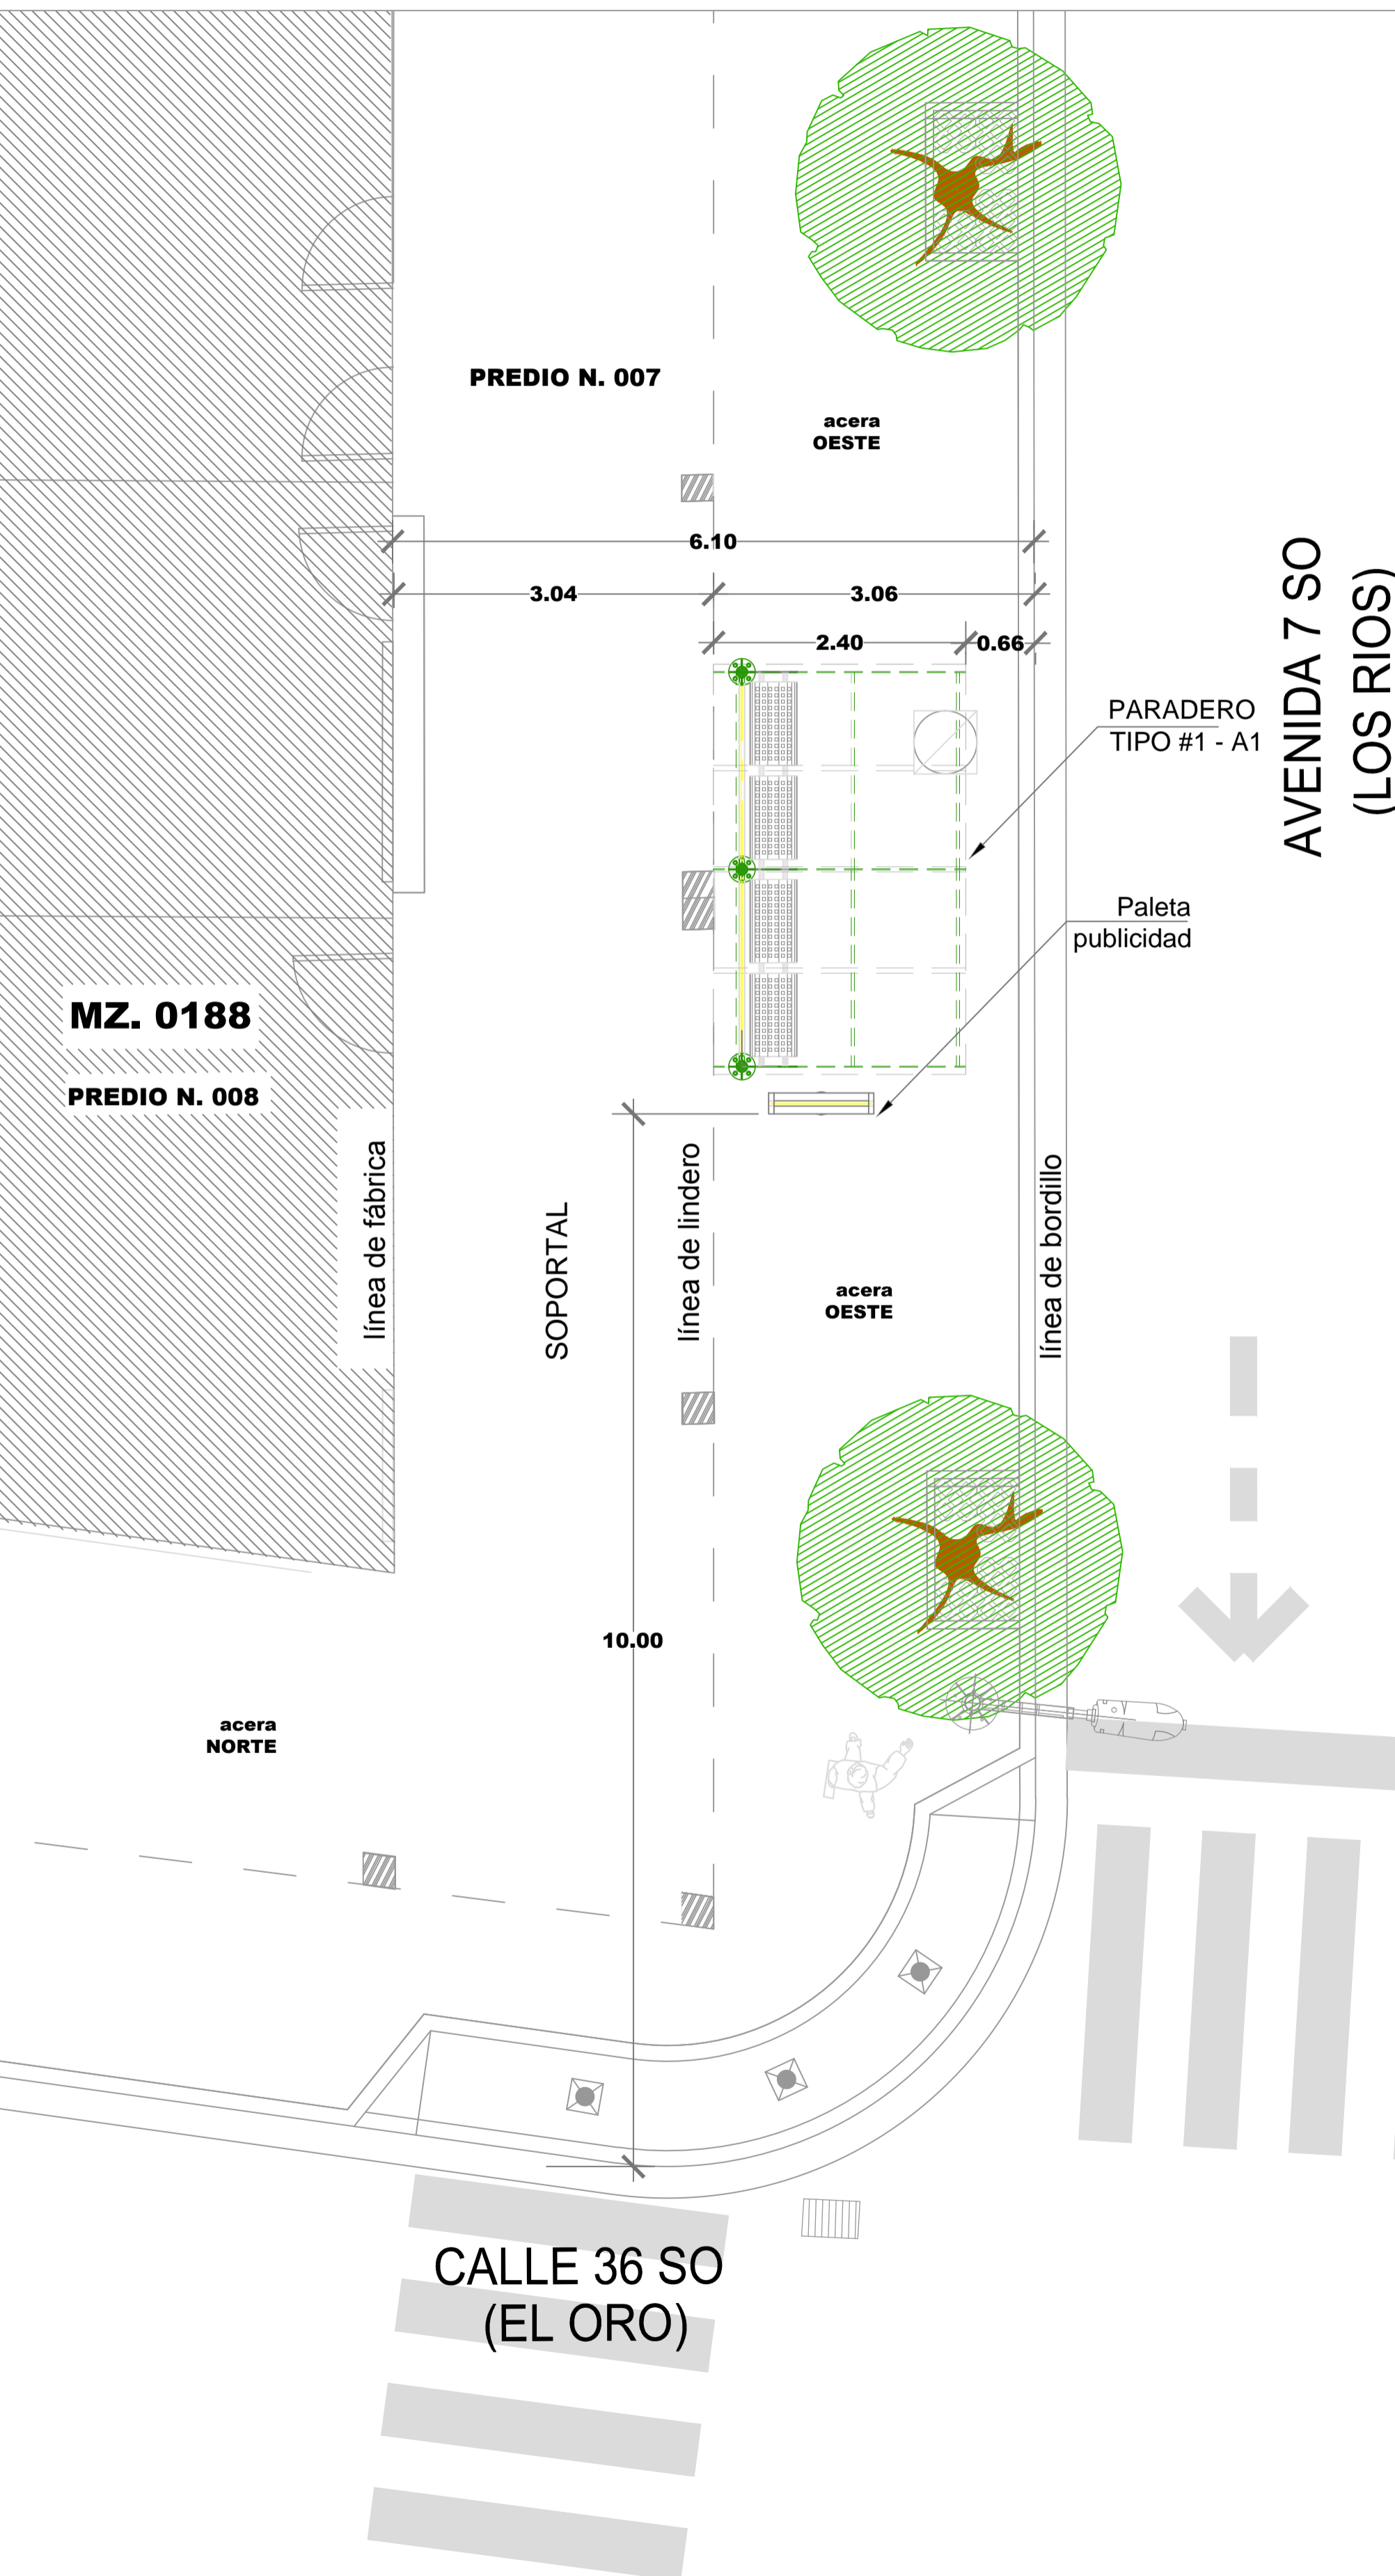 PREDIO N. 007
acera
OESTE
6.10
3.04
3.06
2.40
0.66
AVENIDA 7 SO
(LOS RIOS)
PARADERO
TIPO #1 - A1
Paleta
publicidad
MZ. 0188
PREDIO N. 008
línea de fábrica
SOPORTAL
línea de lindero
línea de bordillo
acera
OESTE
10.00
acera
NORTE
CALLE 36 SO
(EL ORO)